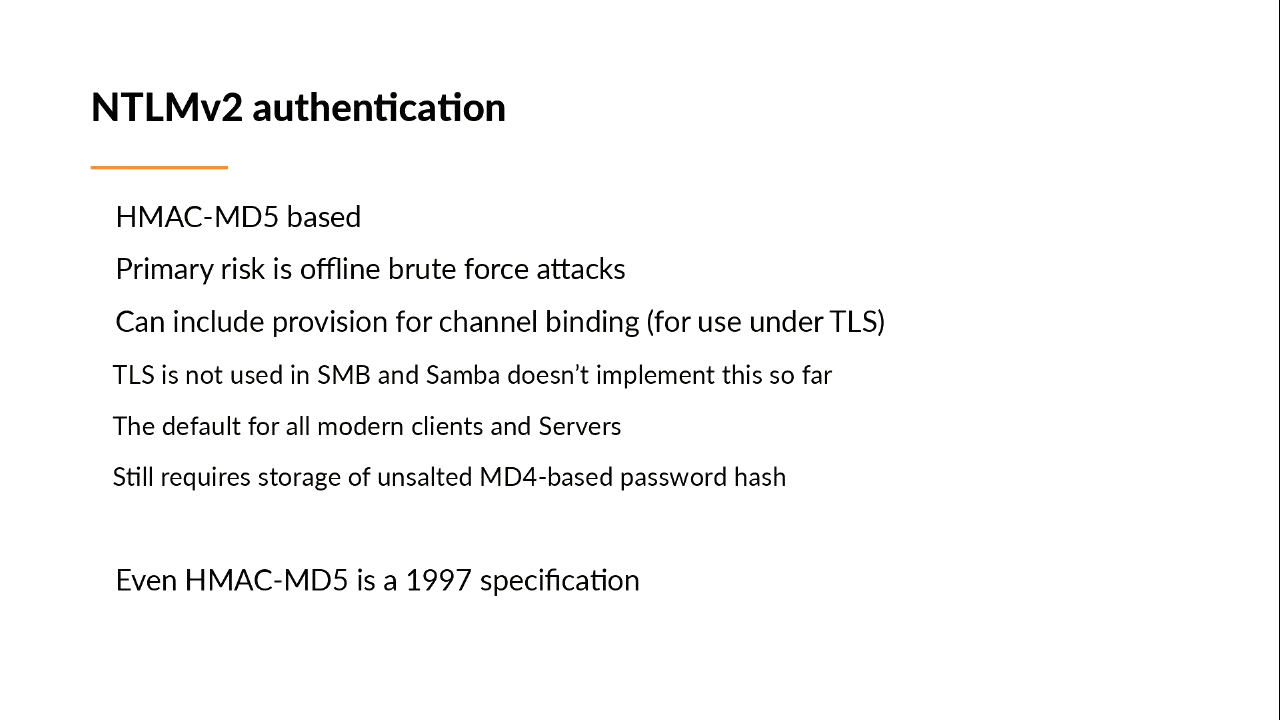 NTLMv2 authentication
HMAC-MD5 based
Primary risk is offline brute force attacks
Can include provision for channel binding (for use under TLS)
TLS is not used in SMB and Samba doesn’t implement this so far
The default for all modern clients and Servers
Still requires storage of unsalted MD4-based password hash
Even HMAC-MD5 is a 1997 specification